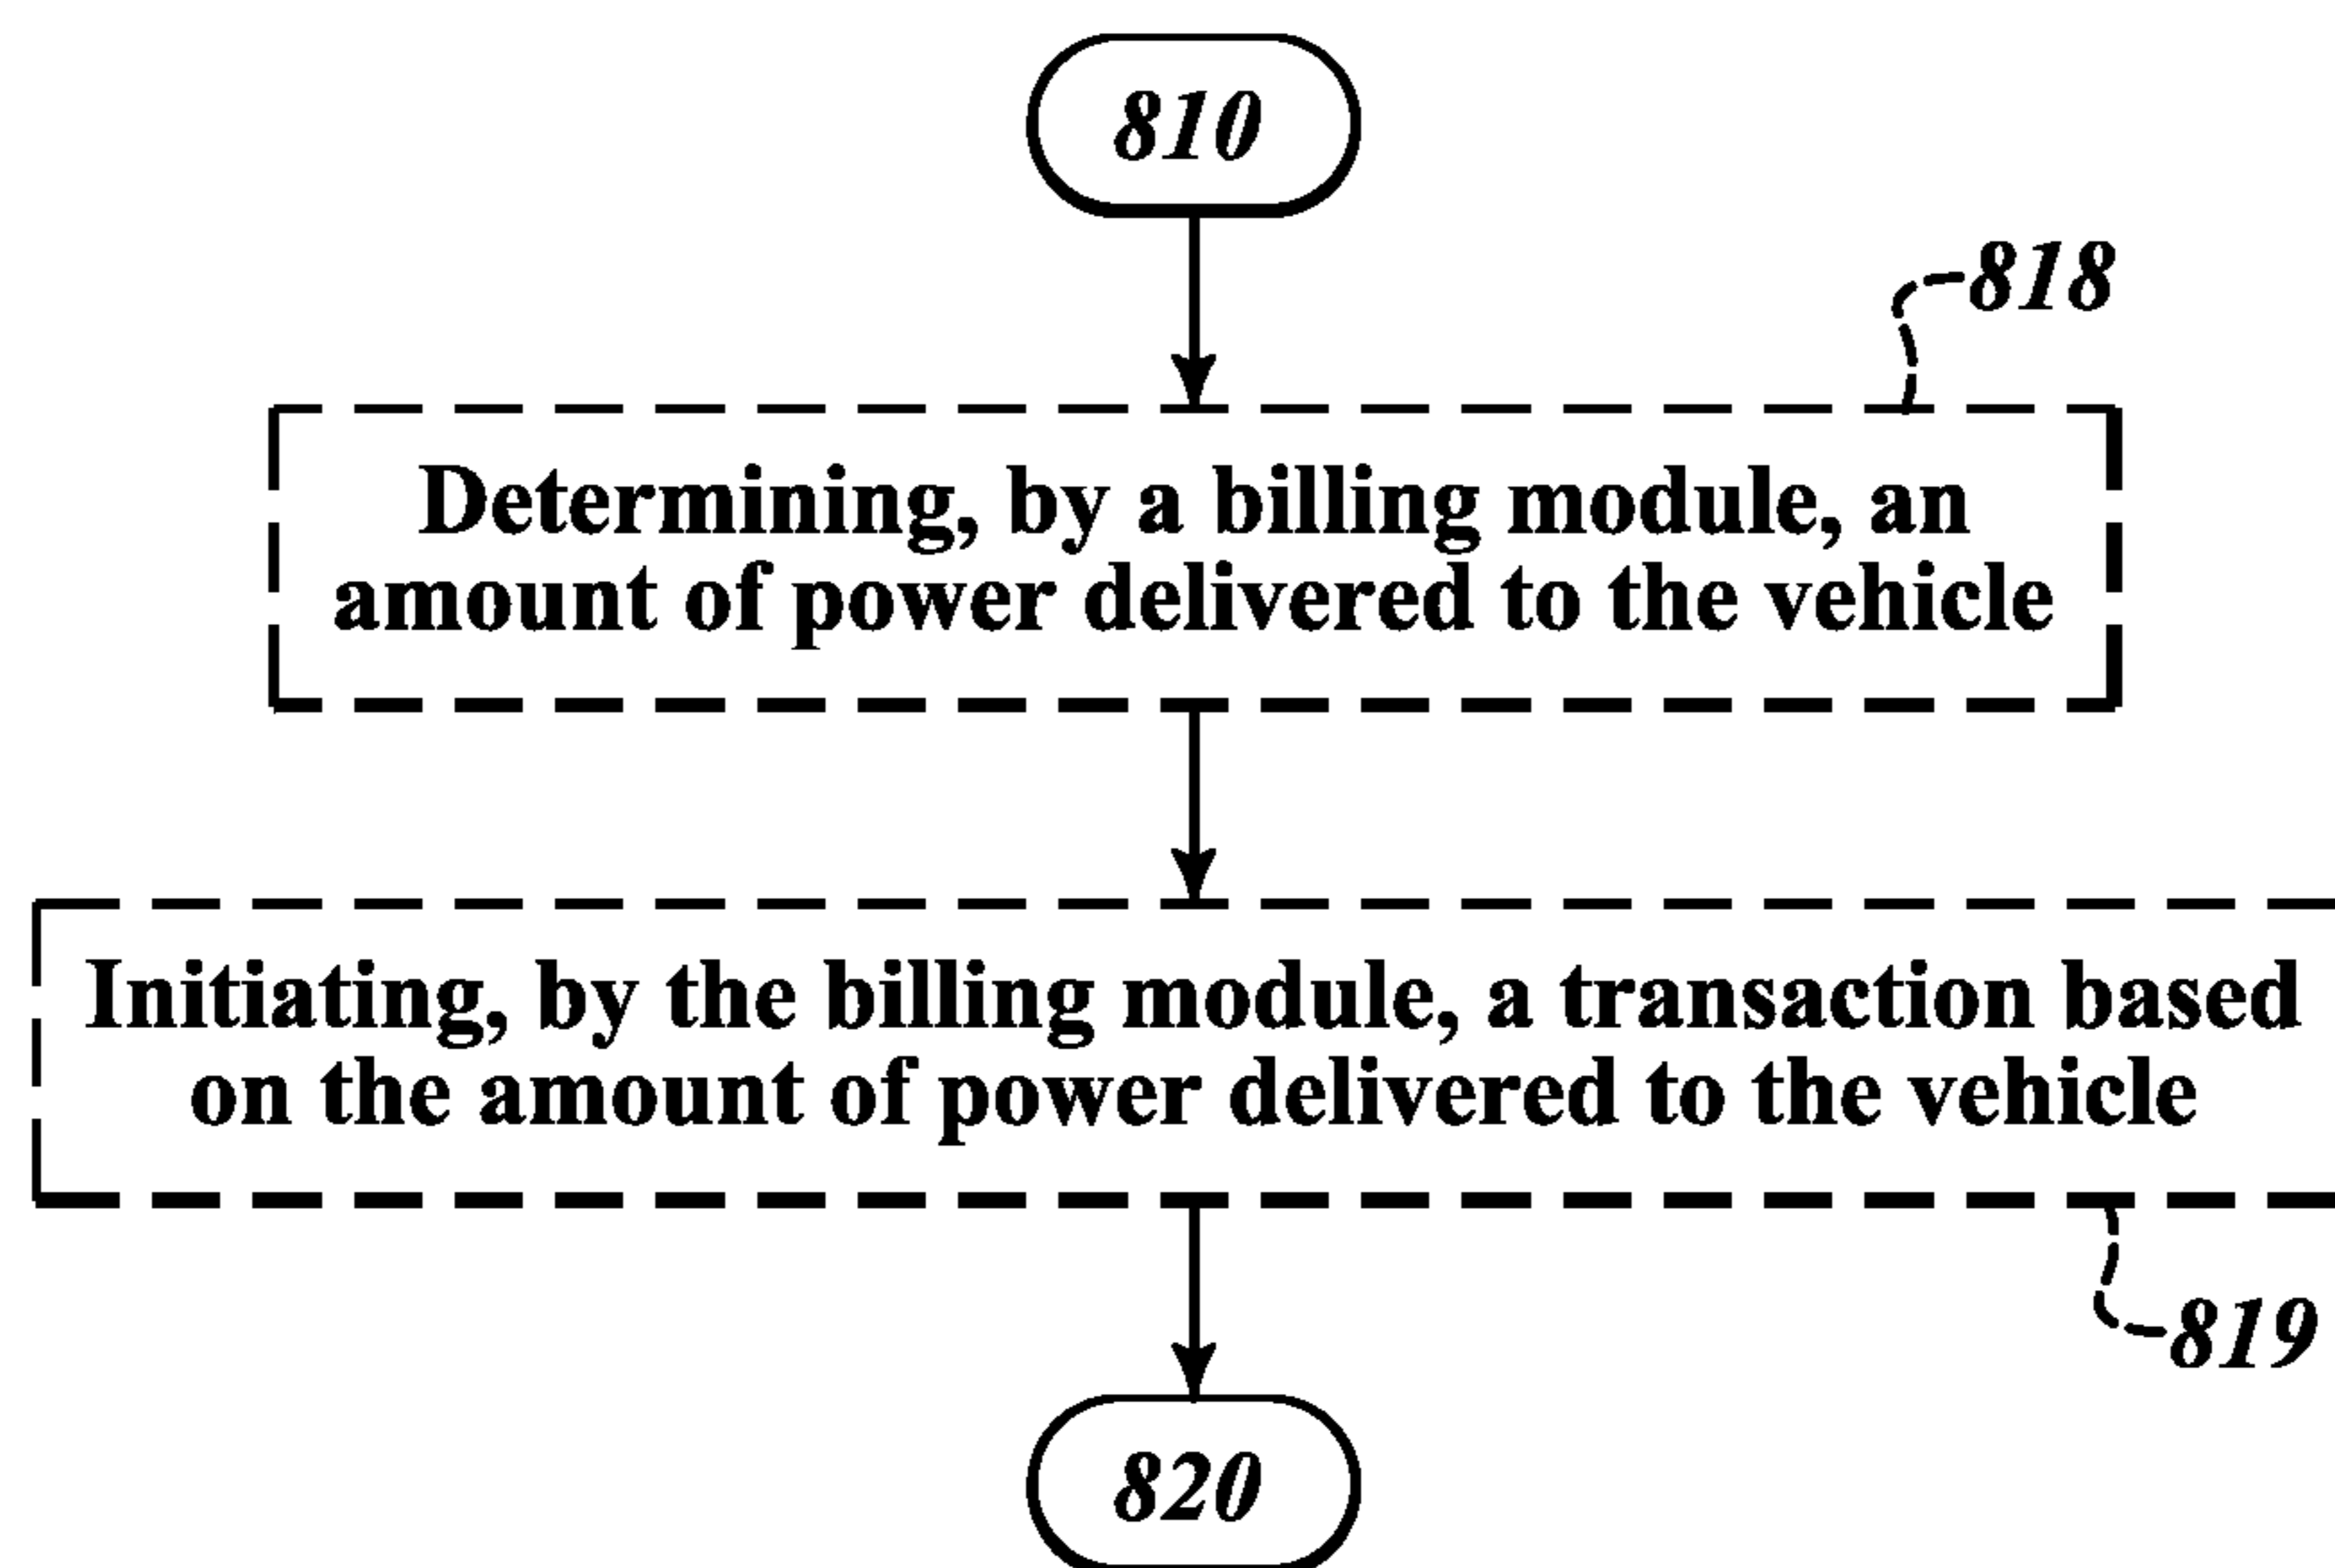 810
818
Determining, by a billing module, an
amount of power delivered to the vehicle
Initiating, by the billing module, a transaction based
on the amount of power delivered to the vehicle
819
820